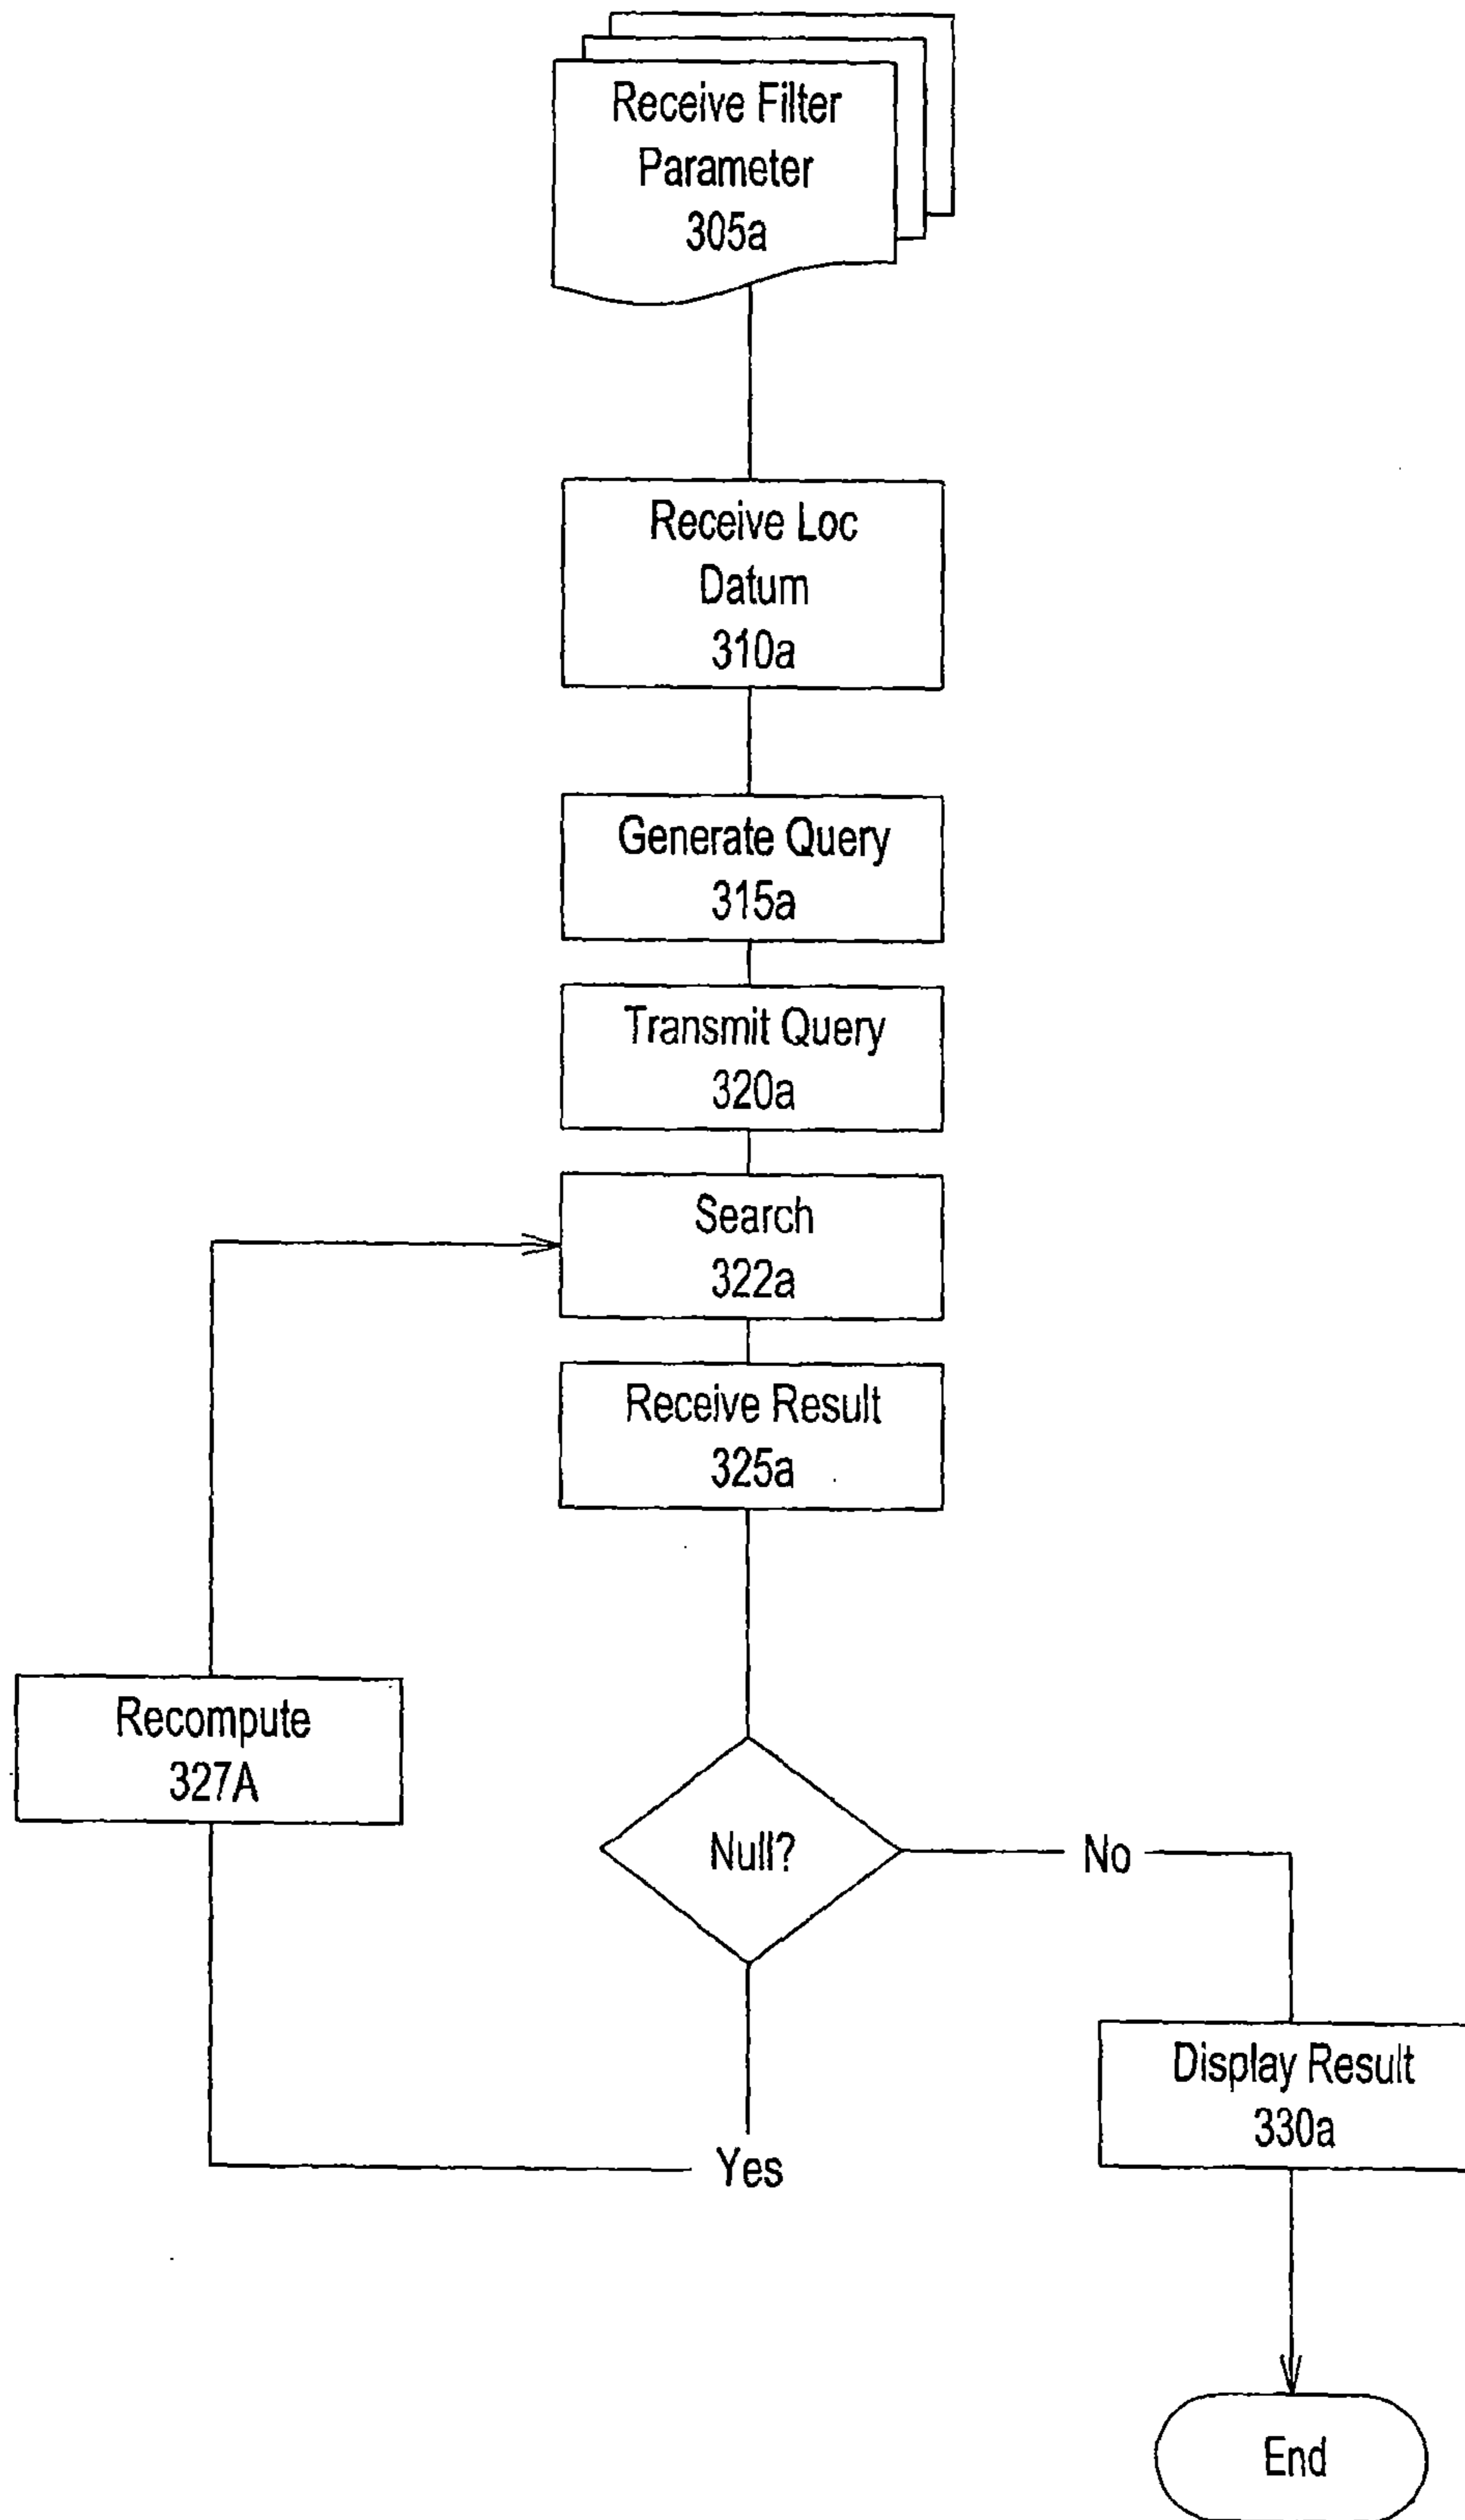 Receive Filter
Parameter
305a
Receive Loc
Datum
310a
Generate Query
315a
Transmit Query
320a
Search
322a
Receive Result
325a
Recompute
327A
Null?
No
Yes
Display Result
330a
End